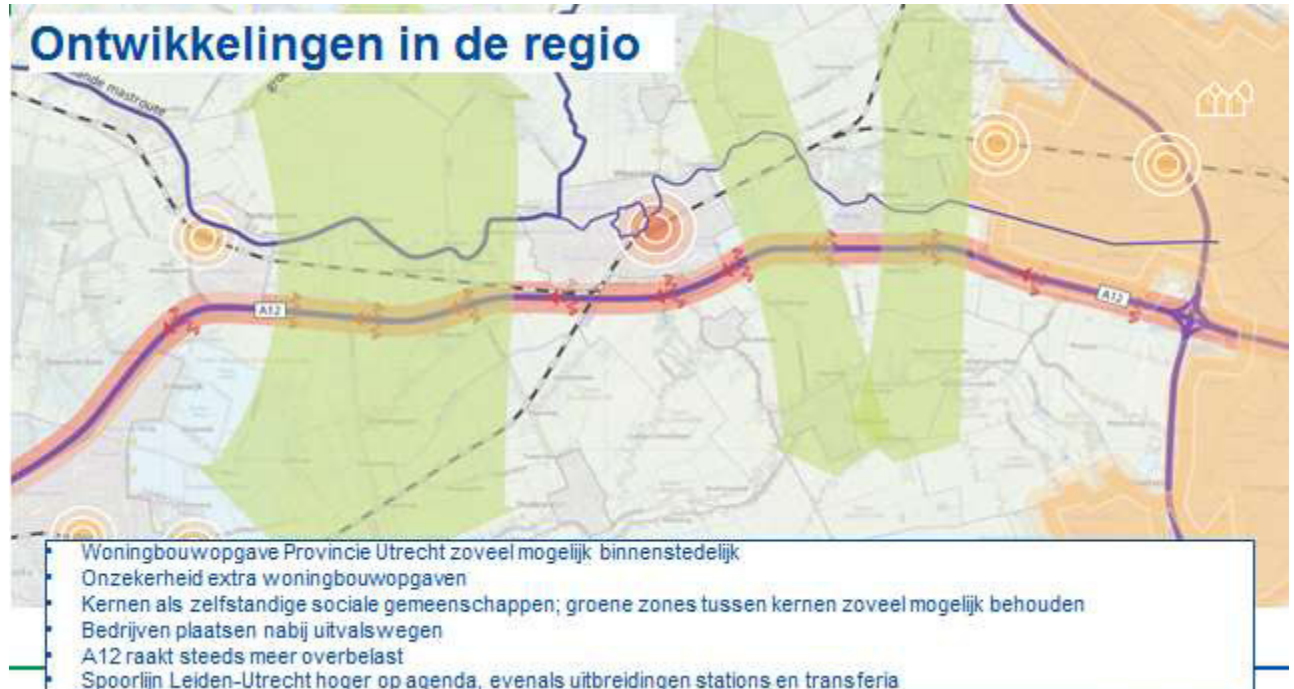 Ontwikkelingen in de regio
mastroute
A12
A12
Woningbouwopgave Provincie Utrecht zoveel mogelijk binnenstedelijk
Onzekerheid extra woningbouwopgaven
Kernen als zelfstandige sociale gemeenschappen; groene zones tussen kernen zoveel mogelijk behouden
Bedrijven plaatsen nabij uitvalswegen
A12 raakt steeds meer overbelast
Spoorlijn Leiden-Utrecht hoger op agenda, evenals uitbreidingen stations en transferia